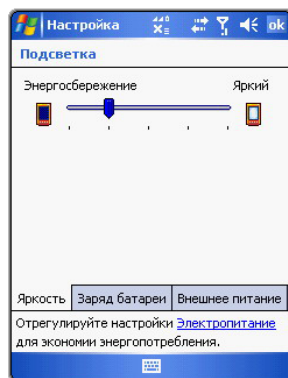 Настройка ok
Подсветка
Энергосбережение Яркий
Яркость Заряд батареи Внешнее питание
Отрегулируйте настройки Электропитание
для экономии энергопотребления.